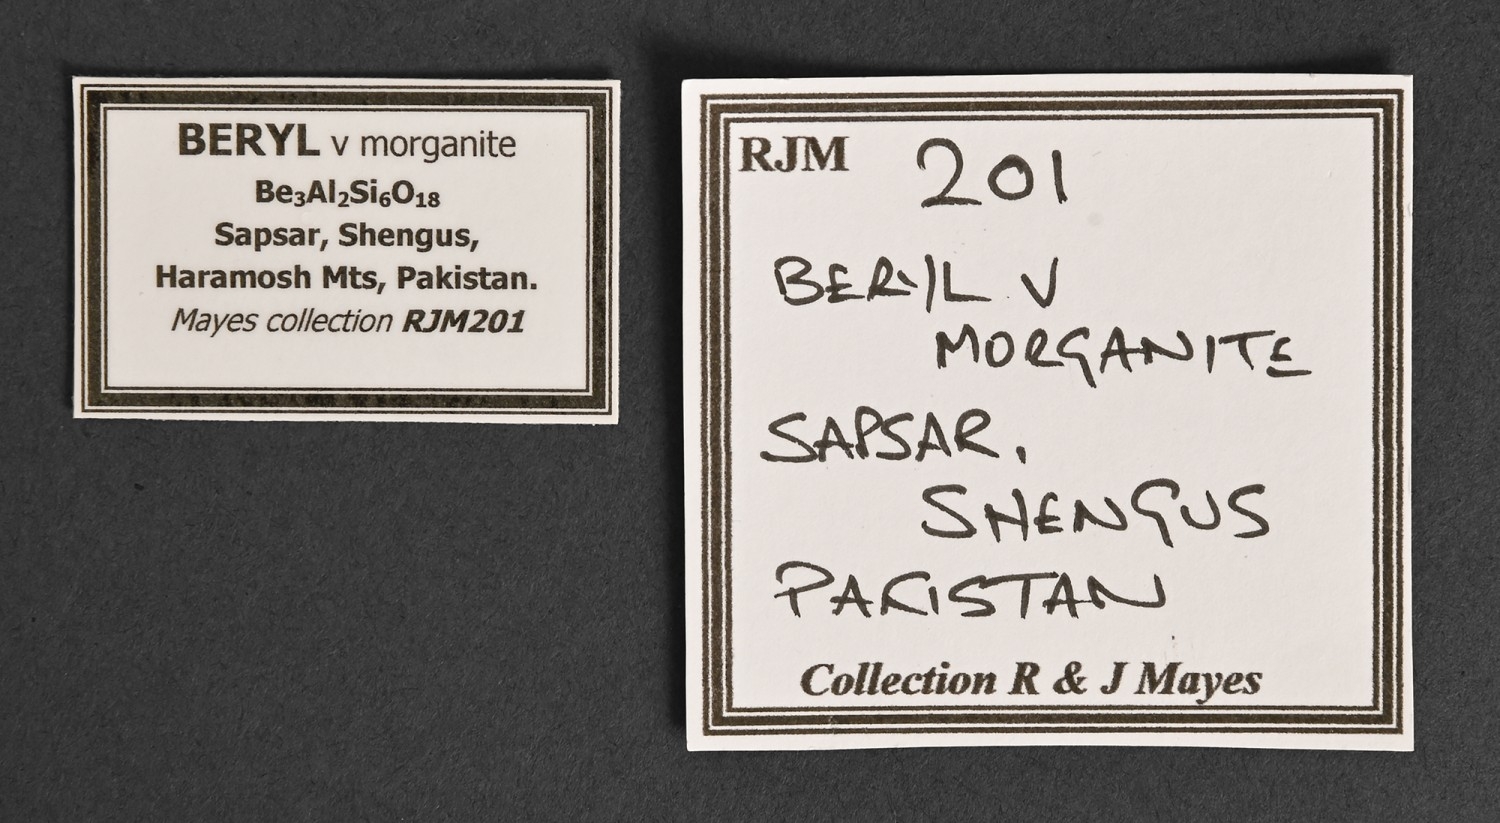 BERYL v morganite
Be₃Al₂Si₆O₁₈
Sapsar, Shengus,
Haramosh Mts, Pakistan.
Mayes collection RJM201
RJM 201
BERYL V
MORGANITE
SAPSAR,
SHENGUS
PAKISTAN
Collection R & J Mayes